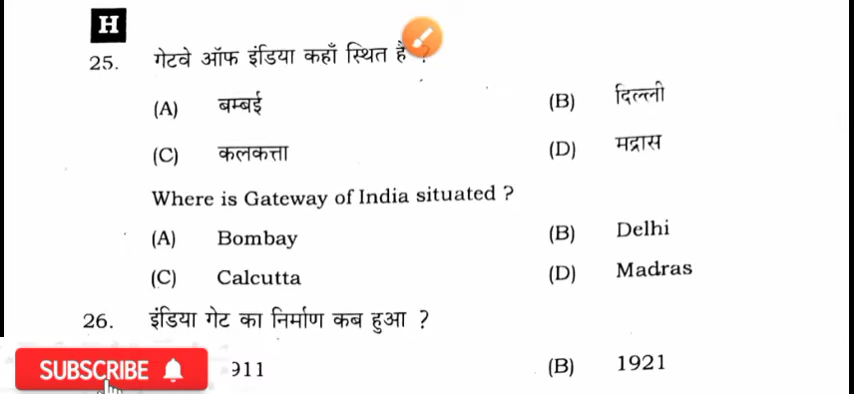 H
25. गेटवे ऑफ इंडिया कहाँ स्थित है ?
(A) बम्बई (B) दिल्ली
(C) कलकत्ता (D) मद्रास
Where is Gateway of India situated ?
(A) Bombay (B) Delhi
(C) Calcutta (D) Madras
26. इंडिया गेट का निर्माण कब हुआ ?
SUBSCRIBE 911 (B) 1921